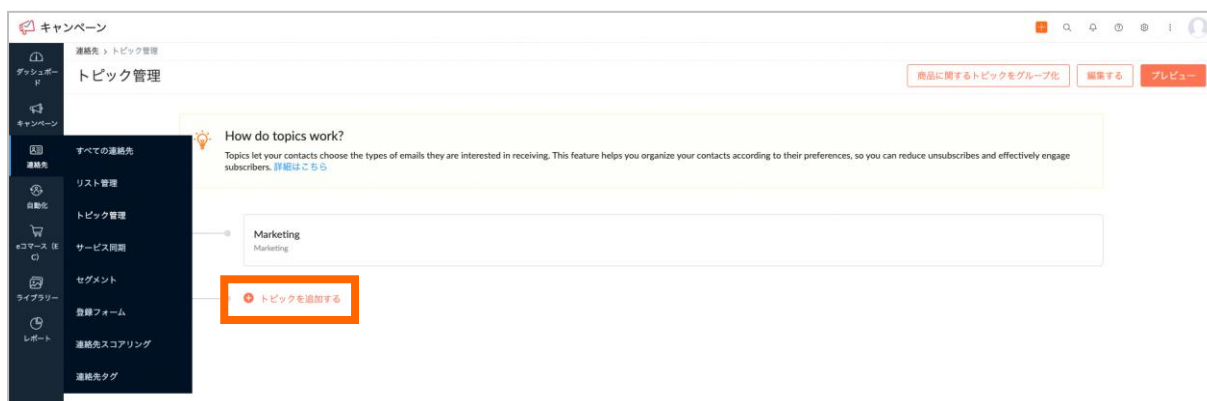 キャンペーン
連絡先 › トピック管理
トピック管理
商品に関するトピックをグループ化
編集する
プレビュー
ダッシュボー
ド
キャンペーン
連絡先
自動化
eコマース（E
C)
ライブラリー
レポート
すべての連絡先
リスト管理
トピック管理
サービス同期
セグメント
登録フォーム
連絡先スコアリング
連絡先タグ
How do topics work?
Topics let your contacts choose the types of emails they are interested in receiving. This feature helps you organize your contacts according to their preferences, so you can reduce unsubscribes and effectively engage
subscribers. 詳細はこちら
Marketing
Marketing
トピックを追加する